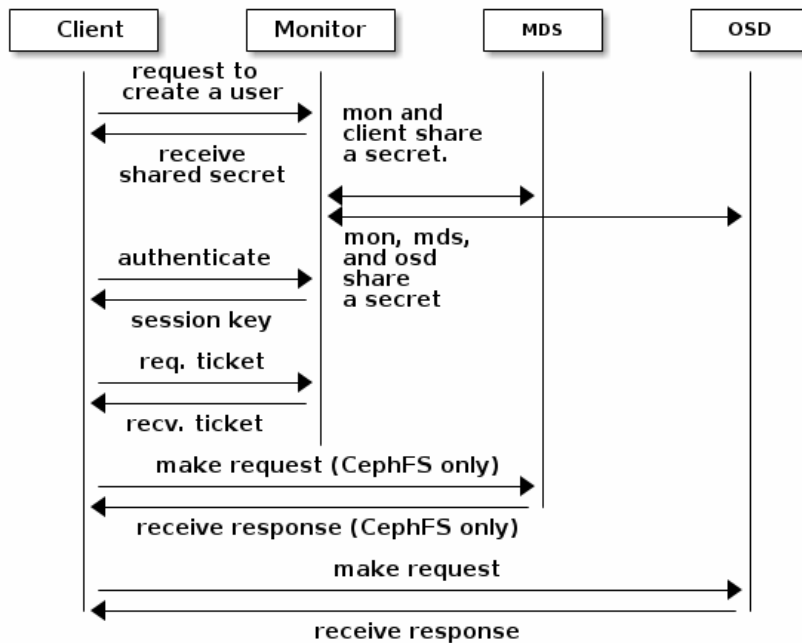 Client
Monitor
MDS
OSD
request to
create a user
mon and
client share
a secret.
receive
shared secret
mon, mds,
and osd
share
a secret
authenticate
session key
req. ticket
recv. ticket
make request (CephFS only)
receive response (CephFS only)
make request
receive response